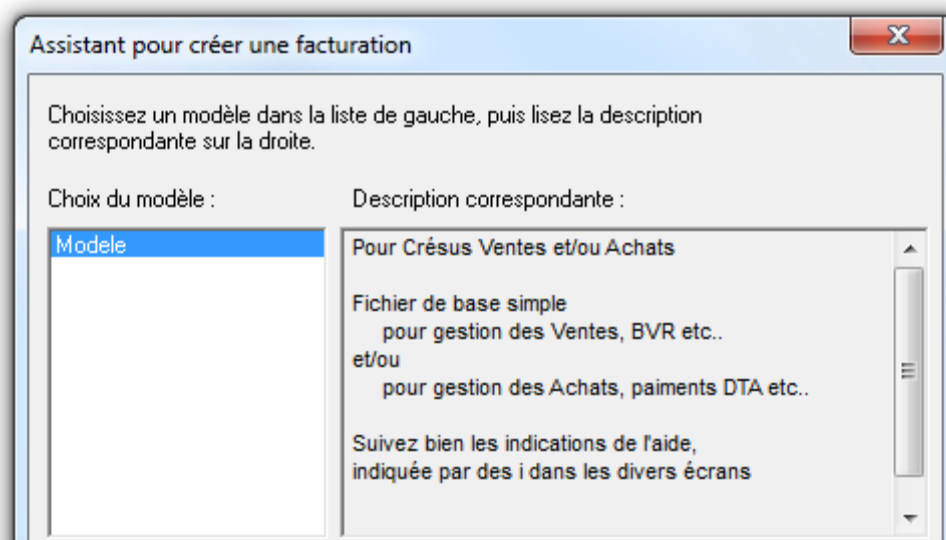 Assistant pour créer une facturation
Choisissez un modèle dans la liste de gauche, puis lisez la description
correspondante sur la droite.
Choix du modèle :
Description correspondante :
Modele
Pour Crésus Ventes et/ou Achats
Fichier de base simple
pour gestion des Ventes, BVR etc..
et/ou
pour gestion des Achats, paiments DTA etc..
Suivez bien les indications de l'aide,
indiquée par des i dans les divers écrans